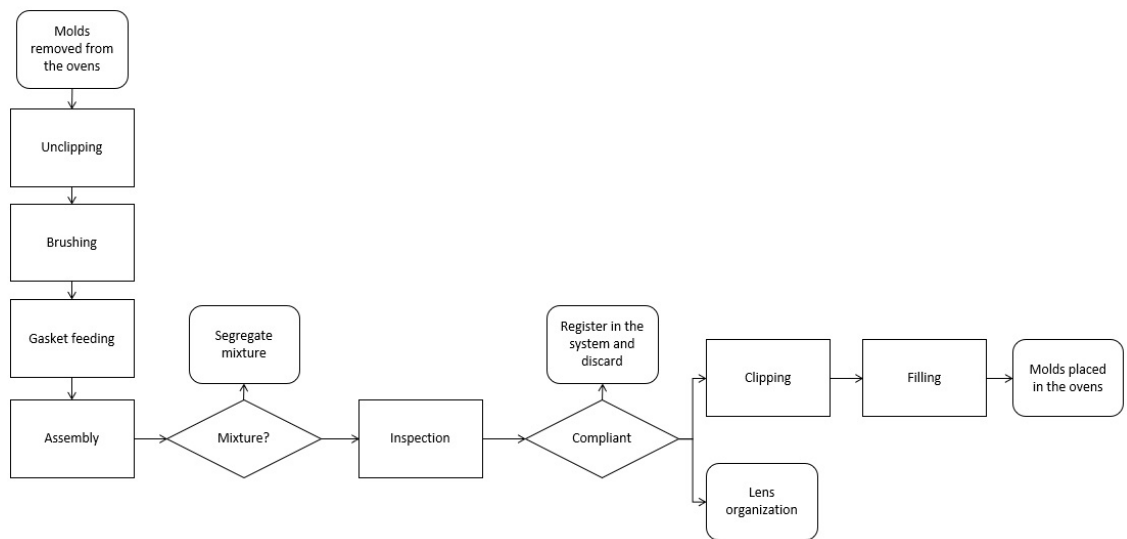 Molds
removed from
the ovens
Unclipping
Brushing
Gasket feeding
Assembly
Segregate
mixture
Mixture?
Inspection
Register in the
system and
discard
Compliant
Clipping
Filling
Molds placed
in the ovens
Lens
organization